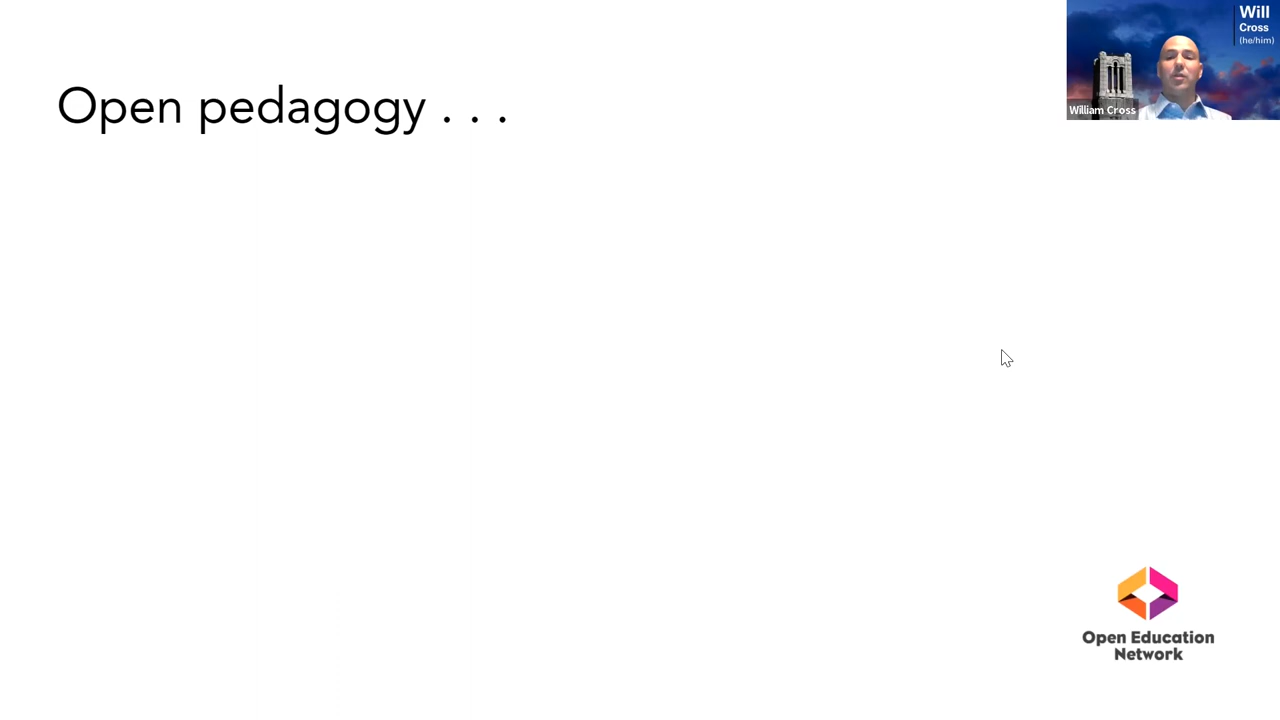 Open pedagogy . . .
Will
Cross
(he/him)
William Cross
Open Education
Network